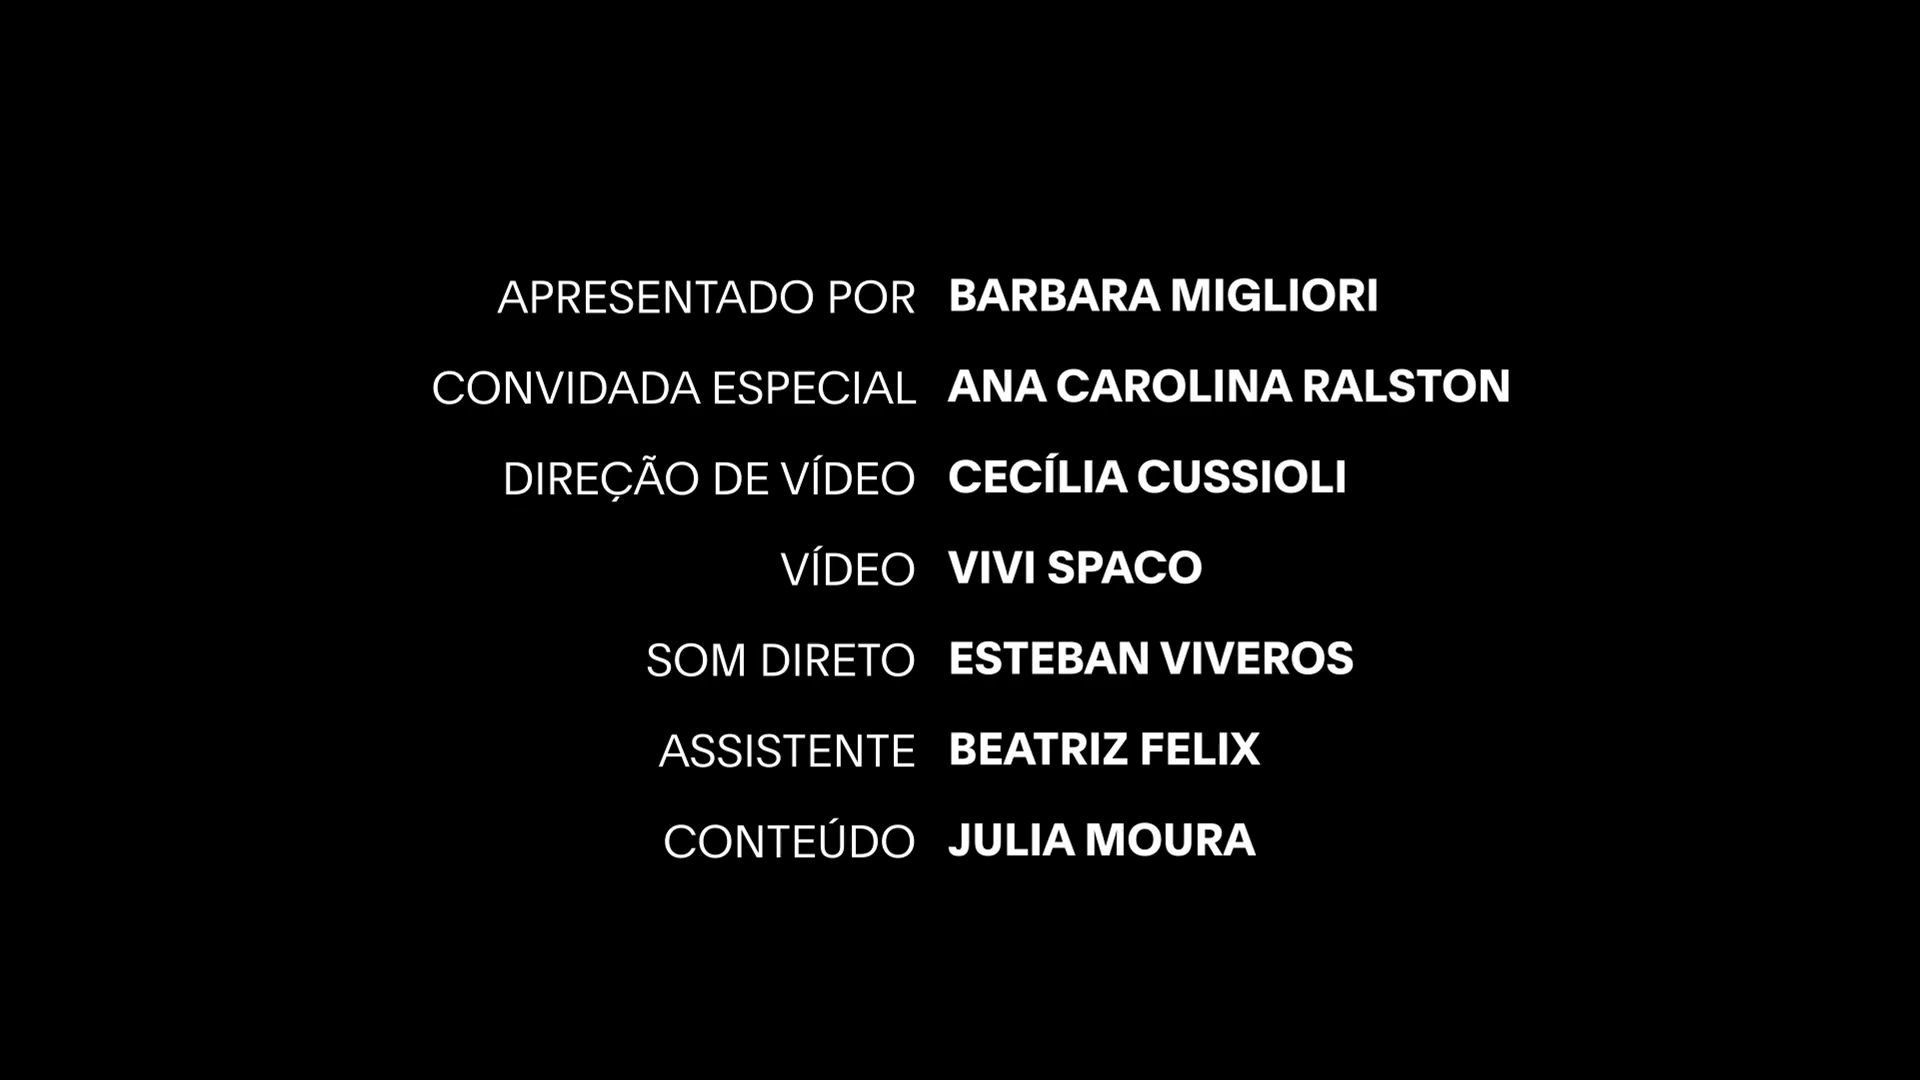 APRESENTADO POR BARBARA MIGLIORI
CONVIDADA ESPECIAL ANA CAROLINA RALSTON
DIREÇÃO DE VÍDEO CECÍLIA CUSSIOLI
VÍDEO VIVI SPACO
SOM DIRETO ESTEBAN VIVEROS
ASSISTENTE BEATRIZ FELIX
CONTEÚDO JULIA MOURA